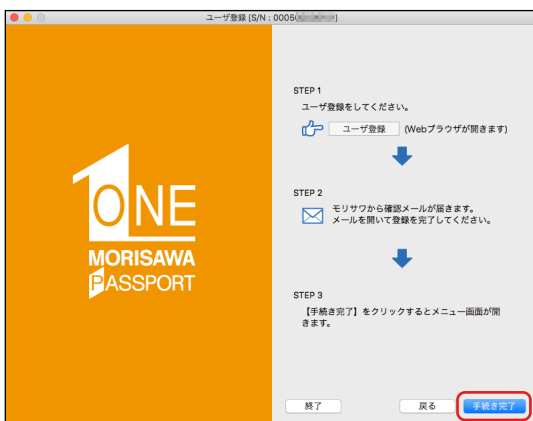 ユーザ登録 [S/N : 0005
ONE
MORISAWA
PASSPORT
STEP 1
ユーザ登録をしてください。
ユーザ登録 (Webブラウザが開きます)
STEP 2
モリサワから確認メールが届きます。
メールを開いて登録を完了してください。
STEP 3
【手続き完了】をクリックするとメニュー画面が開
きます。
終了 戻る 手続き完了